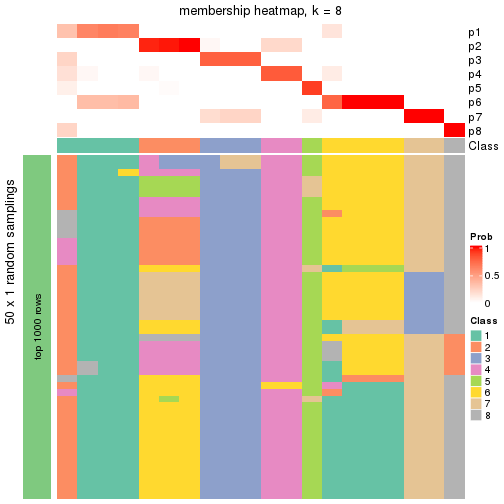 membership heatmap, k = 8
p1
p2
p3
p4
p5
p6
p7
p8
Class
50 x 1 random samplings
top 1000 rows
Prob
1
0.5
0
Class
1
2
3
4
5
6
7
8